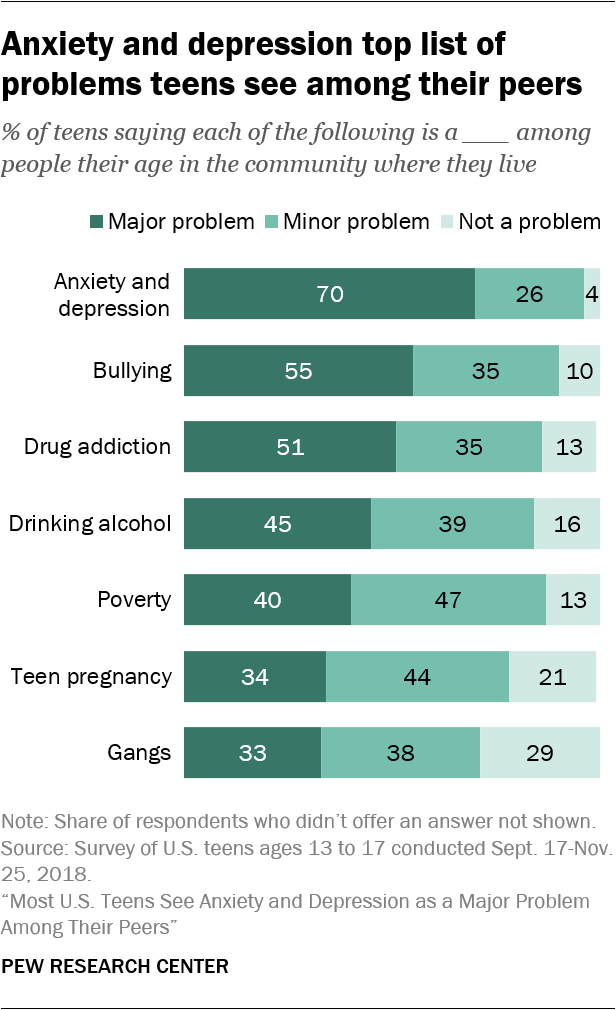 Anxiety and depression top list of
problems teens see among their peers
% of teens saying each of the following is a ___ among
people their age in the community where they live
Major problem Minor problem Not a problem
Anxiety and
depression
70 26 4
Bullying 55 35 10
Drug addiction 51 35 13
Drinking alcohol 45 39 16
Poverty 40 47 13
Teen pregnancy 34 44 21
Gangs 33 38 29
Note: Share of respondents who didn’t offer an answer not shown.
Source: Survey of U.S. teens ages 13 to 17 conducted Sept. 17-Nov.
25, 2018.
“Most U.S. Teens See Anxiety and Depression as a Major Problem
Among Their Peers”
PEW RESEARCH CENTER